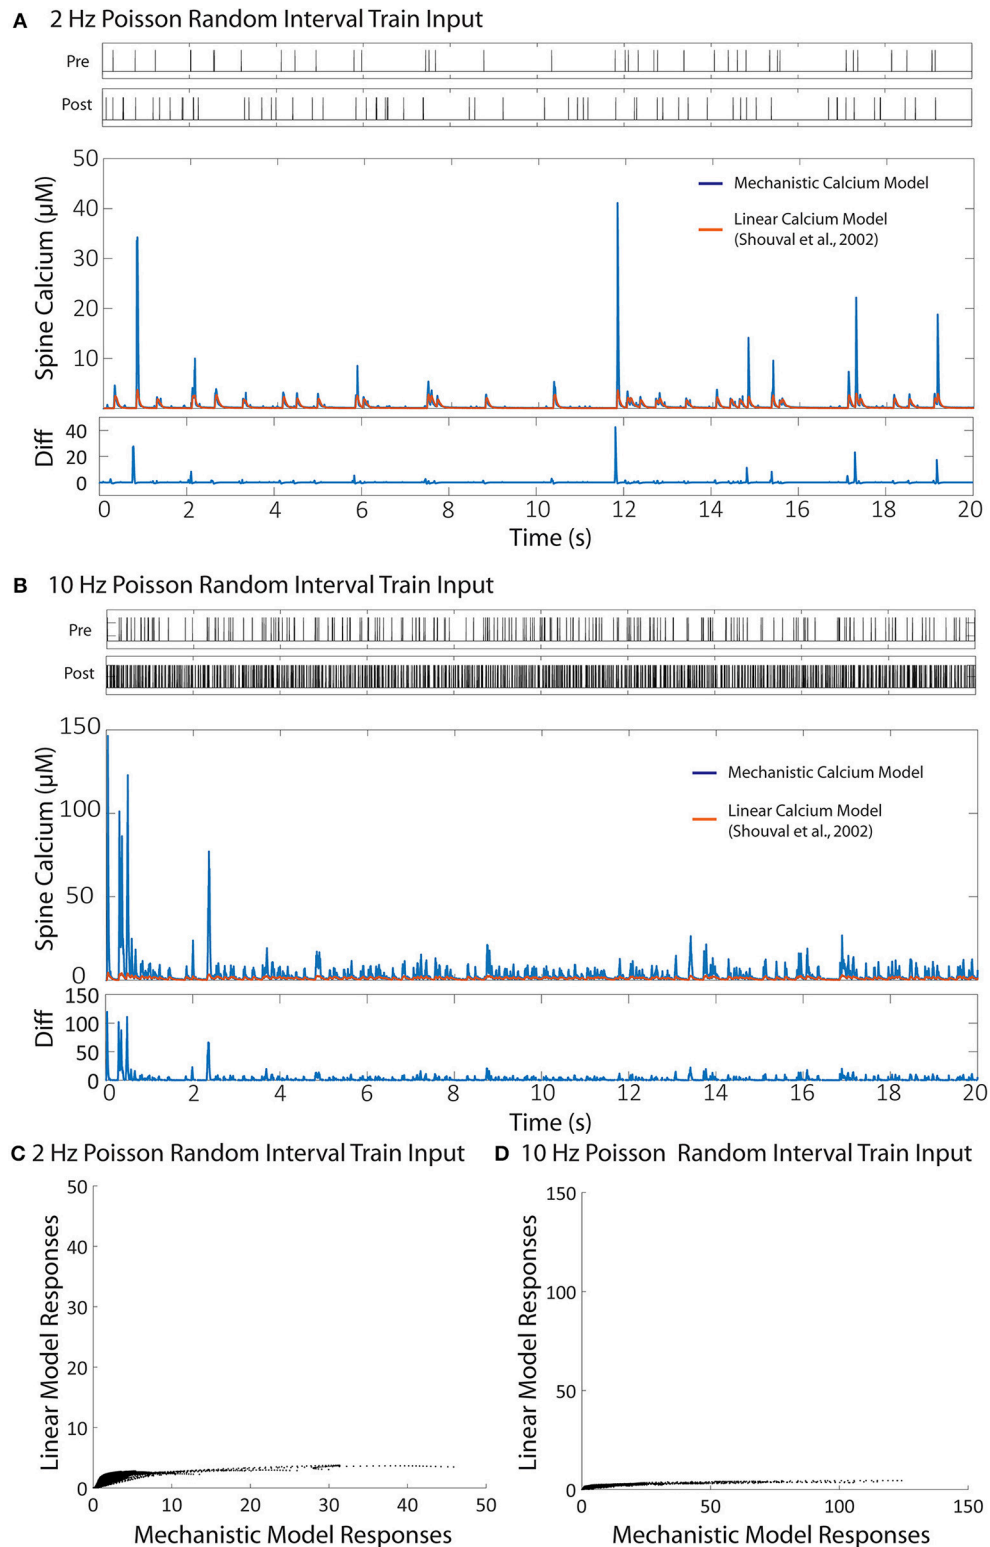 A 2 Hz Poisson Random Interval Train Input
Pre
Post
Spine Calcium (μM)
50
40
30
20
10
Mechanistic Calcium Model
Linear Calcium Model
(Shouval et al., 2002)
Diff
40
20
0
0 2 4 6 8 10 12 14 16 18 20
Time (s)
B 10 Hz Poisson Random Interval Train Input
Pre
Post
Spine Calcium (μM)
150
100
50
0
Mechanistic Calcium Model
Linear Calcium Model
(Shouval et al., 2002)
Diff
150
100
50
0
0 2 4 6 8 10 12 14 16 18 20
Time (s)
C 2 Hz Poisson Random Interval Train Input
Linear Model Responses
50
40
30
20
10
0
0 10 20 30 40 50
Mechanistic Model Responses
D 10 Hz Poisson Random Interval Train Input
Linear Model Responses
150
100
50
0
0 50 100 150
Mechanistic Model Responses